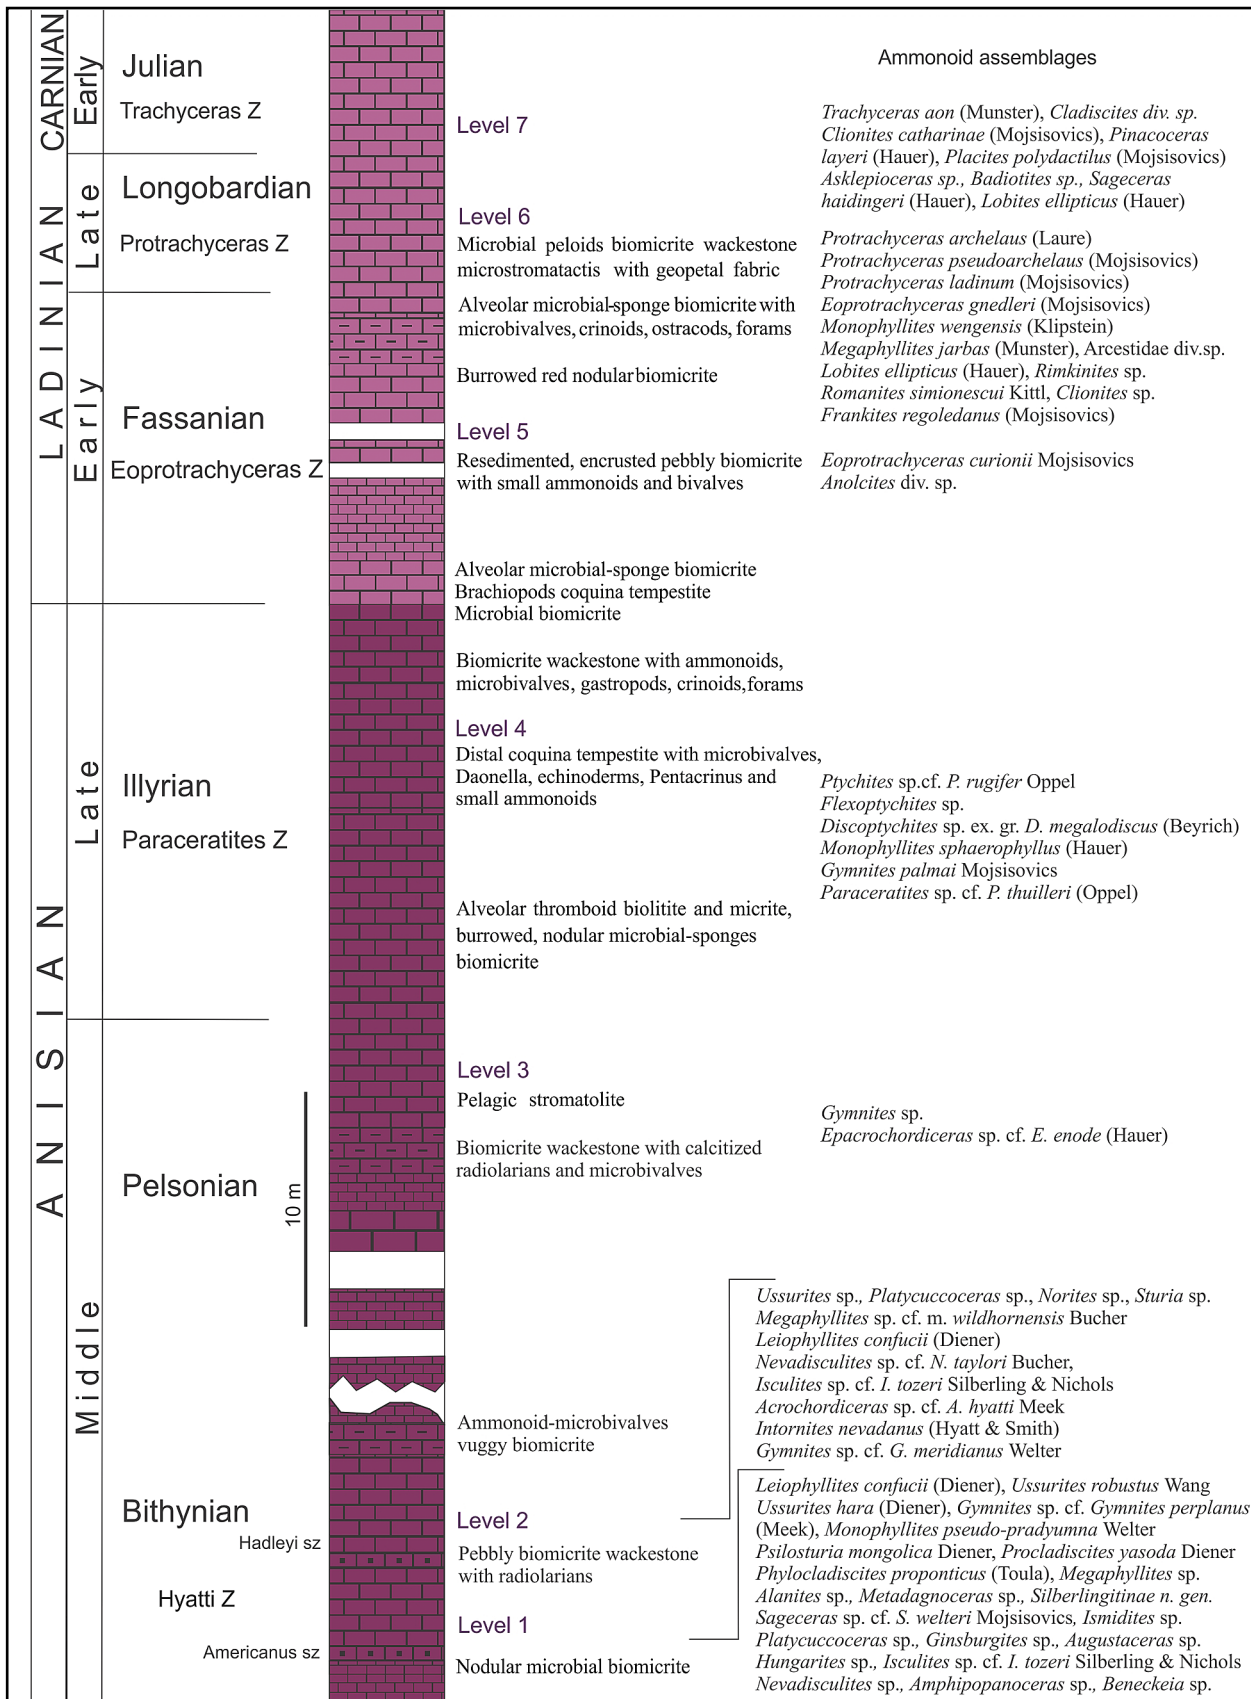 CARNIAN
Early
Julian
Trachyceras Z
LADINIAN
Late
Longobardian
Protrachyceras Z
Early
Fassanian
Eoprotrachyceras Z
ANISIAN
Late
Illyrian
Paraceratites Z
Middle
Pelsonian
10 m
Bithynian
Hadleyi sz
Hyatti Z
Americanus sz
Level 7
Level 6
Microbial peloids biomicrite wackestone
microstromatactis with geopetal fabric
Alveolar microbial-sponge biomicrite with
microbivalves, crinoids, ostracods, forams
Burrowed red nodular biomicrite
Level 5
Resedimented, encrusted pebbly biomicrite
with small ammonoids and bivalves
Alveolar microbial-sponge biomicrite
Brachiopods coquina tempestite
Microbial biomicrite
Biomicrite wackestone with ammonoids,
microbivalves, gastropods, crinoids,forams
Level 4
Distal coquina tempestite with microbivalves,
Daonella, echinoderms, Pentacrinus and
small ammonoids
Alveolar thromboid biolitite and micrite,
burrowed, nodular microbial-sponges
biomicrite
Level 3
Pelagic stromatolite
Biomicrite wackestone with calcitized
radiolarians and microbivalves
Ammonoid-microbivalves
vuggy biomicrite
Level 2
Pebbly biomicrite wackestone
with radiolarians
Level 1
Nodular microbial biomicrite
Ammonoid assemblages
Trachyceras aon (Munster), Cladiscites div. sp.
Clionites catharinae (Mojsisovics), Pinacoceras
layeri (Hauer), Placites polydactilus (Mojsisovics)
Asklepioceras sp., Badiotites sp., Sageceras
haidingeri (Hauer), Lobites ellipticus (Hauer)
Protrachyceras archelaus (Laure)
Protrachyceras pseudoarchelaus (Mojsisovics)
Protrachyceras ladinum (Mojsisovics)
Eoprotrachyceras gnedleri (Mojsisovics)
Monophyllites wengensis (Klipstein)
Megaphyllites jarbas (Munster), Arcestidae div.sp.
Lobites ellipticus (Hauer), Rimkinites sp.
Romanites simionescui Kittl, Clionites sp.
Frankites regoledanus (Mojsisovics)
Eoprotrachyceras curionii Mojsisovics
Anolcites div. sp.
Ptychites sp.cf. P. rugifer Oppel
Flexoptychites sp.
Discoptychites sp. ex. gr. D. megalodiscus (Beyrich)
Monophyllites sphaerophyllus (Hauer)
Gymnites palmai Mojsisovics
Paraceratites sp. cf. P. thuilleri (Oppel)
Gymnites sp.
Epacrochordiceras sp. cf. E. enode (Hauer)
Ussurites sp., Platycuccoceras sp., Norites sp., Sturia sp.
Megaphyllites sp. cf. m. wildhornensis Bucher
Leiophyllites confucii (Diener)
Nevadisculites sp. cf. N. taylori Bucher,
Isculites sp. cf. I. tozeri Silberling & Nichols
Acrochordiceras sp. cf. A. hyatti Meek
Intornites nevadanus (Hyatt & Smith)
Gymnites sp. cf. G. meridianus Welter
Leiophyllites confucii (Diener), Ussurites robustus Wang
Ussurites hara (Diener), Gymnites sp. cf. Gymnites perplanus
(Meek), Monophyllites pseudo-pradyumna Welter
Psilosturia mongolica Diener, Procladiscites yasoda Diener
Phylocladiscites proponticus (Toula), Megaphyllites sp.
Alanites sp., Metadagnoceras sp., Silberlingitinae n. gen.
Sageceras sp. cf. S. welteri Mojsisovics, Ismidites sp.
Platycuccoceras sp., Ginsburgites sp., Augustaceras sp.
Hungarites sp., Isculites sp. cf. I. tozeri Silberling & Nichols
Nevadisculites sp., Amphipopanoceras sp., Beneckeia sp.